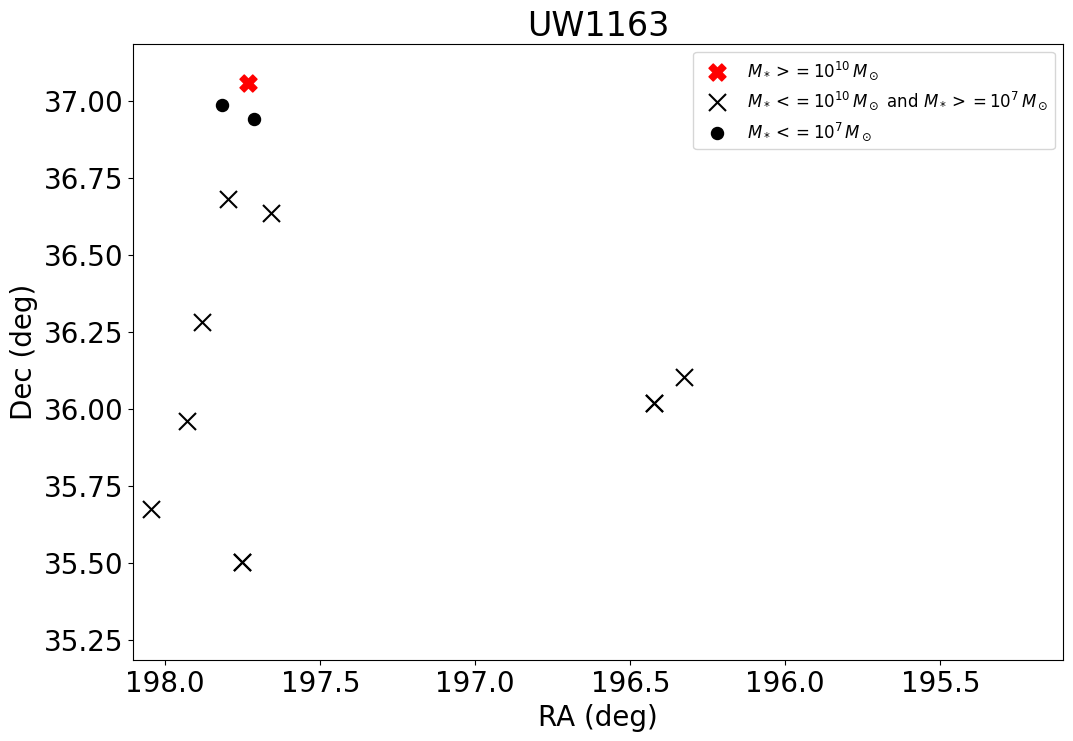 UW1163
M* >= 10^10 M⊙
M* <= 10^10 M⊙ and M* >= 10^7 M⊙
M* <= 10^7 M⊙
37.00
36.75
36.50
36.25
36.00
35.75
35.50
35.25
Dec (deg)
198.0 197.5 197.0 196.5 196.0 195.5
RA (deg)